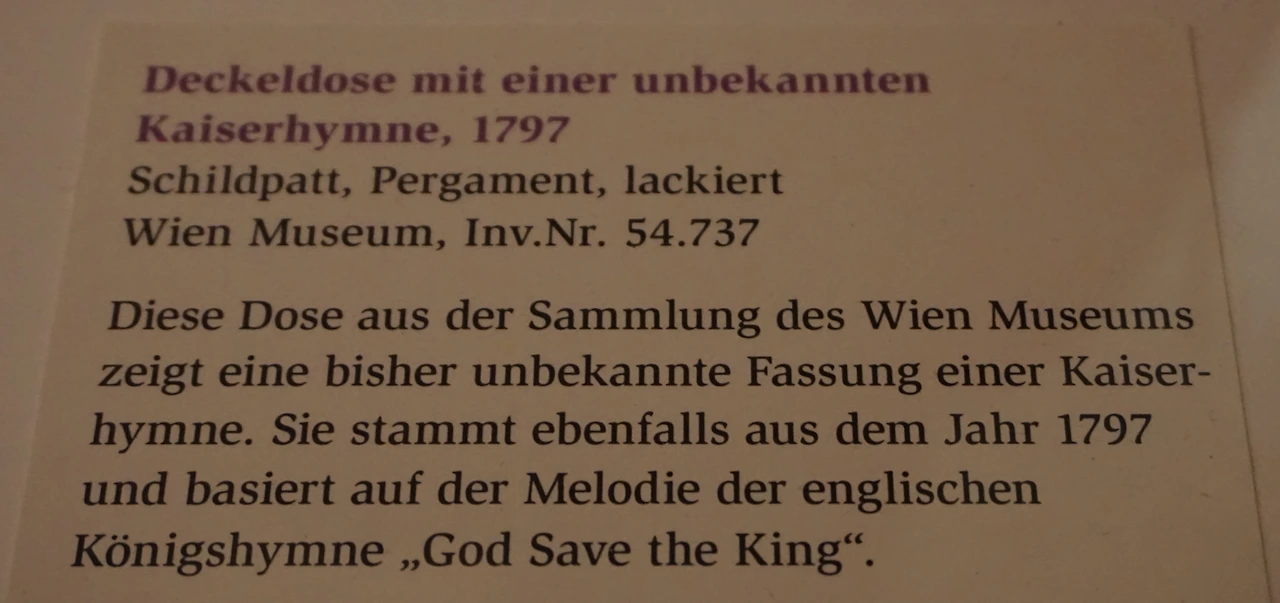 Deckeldose mit einer unbekannten
Kaiserhymne, 1797
Schildpatt, Pergament, lackiert
Wien Museum, Inv.Nr. 54.737
Diese Dose aus der Sammlung des Wien Museums
zeigt eine bisher unbekannte Fassung einer Kaiser-
hymne. Sie stammt ebenfalls aus dem Jahr 1797
und basiert auf der Melodie der englischen
Königshymne „God Save the King“.